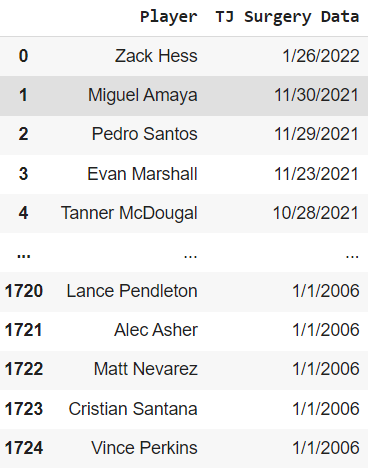 Player TJ Surgery Data
0 Zack Hess 1/26/2022
1 Miguel Amaya 11/30/2021
2 Pedro Santos 11/29/2021
3 Evan Marshall 11/23/2021
4 Tanner McDougal 10/28/2021
... ... ...
1720 Lance Pendleton 1/1/2006
1721 Alec Asher 1/1/2006
1722 Matt Nevarez 1/1/2006
1723 Cristian Santana 1/1/2006
1724 Vince Perkins 1/1/2006